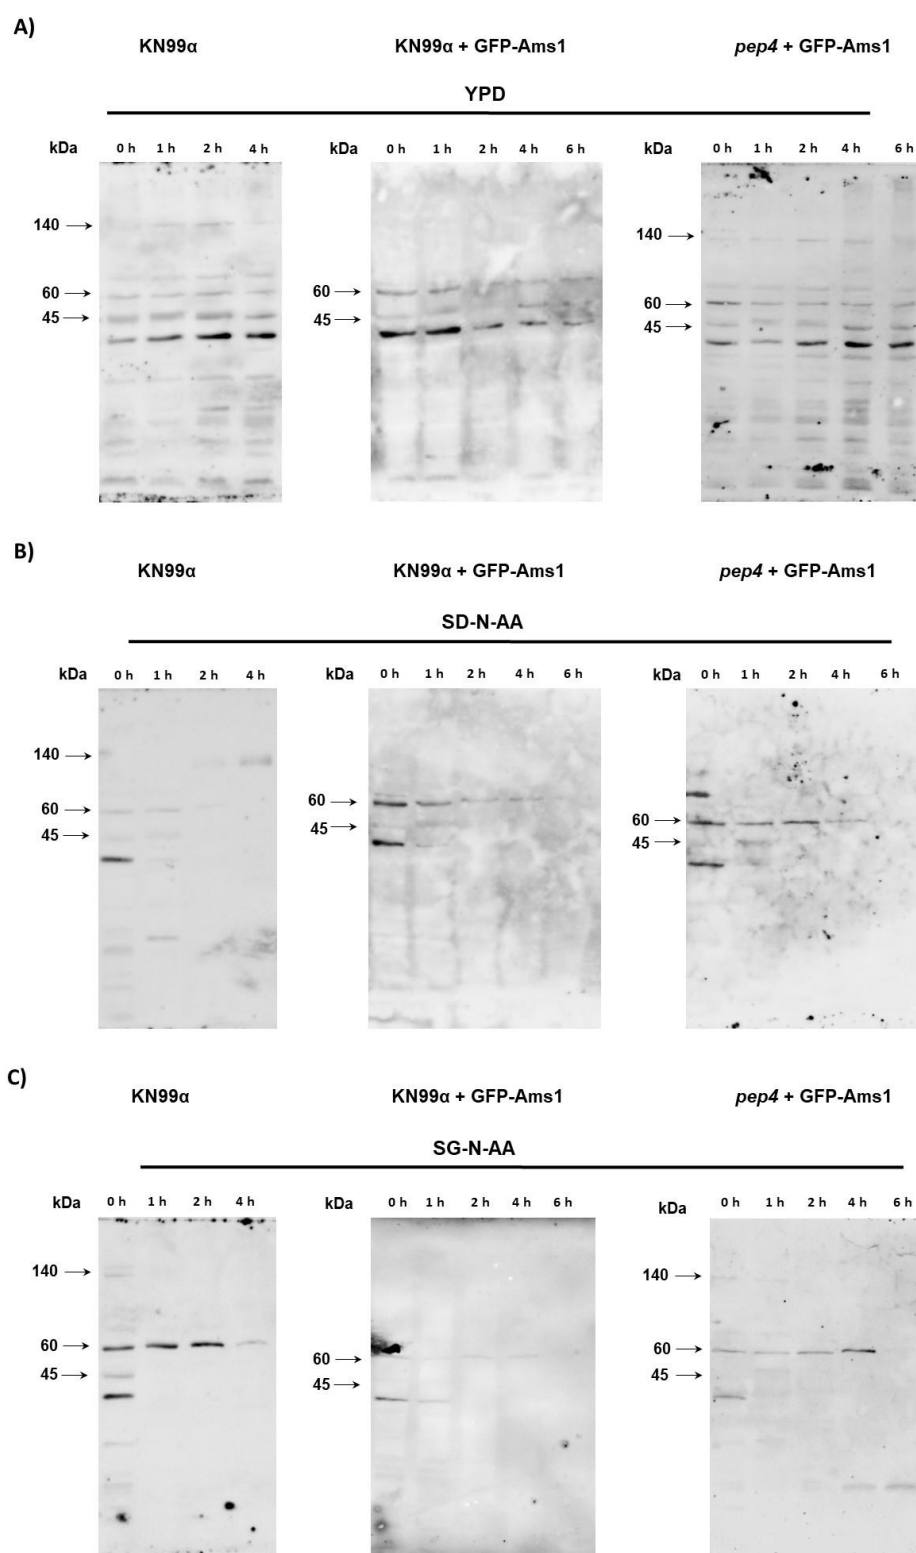 A)
KN99α KN99α + GFP-Ams1 pep4 + GFP-Ams1
YPD
kDa 0 h 1 h 2 h 4 h 0 h 1 h 2 h 4 h 6 h kDa 0 h 1 h 2 h 4 h 6 h
140 140
60 60 60
45 45 45
B)
KN99α KN99α + GFP-Ams1 pep4 + GFP-Ams1
SD-N-AA
kDa 0 h 1 h 2 h 4 h kDa 0 h 1 h 2 h 4 h 6 h kDa 0 h 1 h 2 h 4 h 6 h
140
60 60 60
45 45 45
C)
KN99α KN99α + GFP-Ams1 pep4 + GFP-Ams1
SG-N-AA
kDa 0 h 1 h 2 h 4 h kDa 0 h 1 h 2 h 4 h 6 h kDa 0 h 1 h 2 h 4 h 6 h
140 140
60 60 60
45 45 45